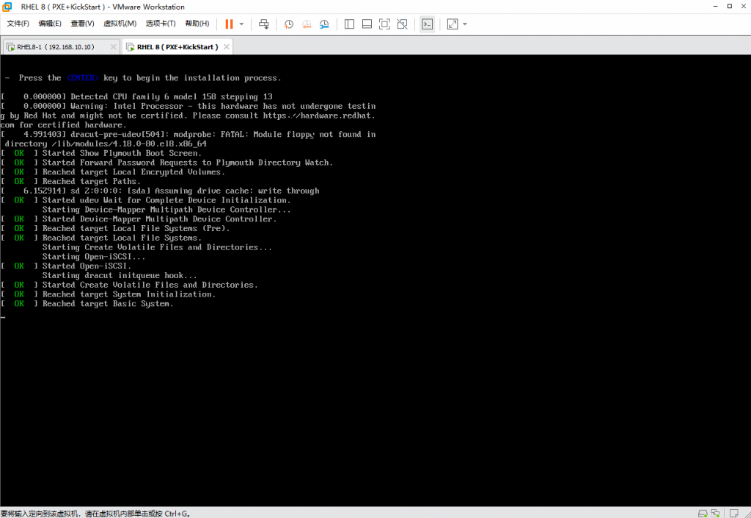 RHEL 8（PXE+KickStart）- VMware Workstation
文件(F) 编辑(E) 查看(V) 虚拟机(M) 选项卡(T) 帮助(H)
RHEL8-1（192.168.10.10） RHEL 8（PXE+KickStart）
-  Press the <ENTER> key to begin the installation process.
[    0.000000] Detected CPU family 6 model 158 stepping 13
[    0.000000] Warning: Intel Processor - this hardware has not undergone testin
g by Red Hat and might not be certified. Please consult https://hardware.redhat.
com for certified hardware.
[    4.991403] dracut-pre-udev[504]: modprobe: FATAL: Module floppy not found in
directory /lib/modules/4.18.0-80.el8.x86_64
[  OK  ] Started Show Plymouth Boot Screen.
[  OK  ] Started Forward Password Requests to Plymouth Directory Watch.
[  OK  ] Reached target Local Encrypted Volumes.
[  OK  ] Reached target Paths.
[    6.152914] sd 2:0:0:0: [sda] Assuming drive cache: write through
[  OK  ] Started udev Wait for Complete Device Initialization.
Starting Device-Mapper Multipath Device Controller...
[  OK  ] Started Device-Mapper Multipath Device Controller.
[  OK  ] Reached target Local File Systems (Pre).
[  OK  ] Reached target Local File Systems.
Starting Create Volatile Files and Directories...
Starting Open-iSCSI...
[  OK  ] Started Open-iSCSI.
Starting dracut initqueue hook...
[  OK  ] Started Create Volatile Files and Directories.
[  OK  ] Reached target System Initialization.
[  OK  ] Reached target Basic System.
要将输入定向到该虚拟机，请在虚拟机内部单击或按 Ctrl+G。